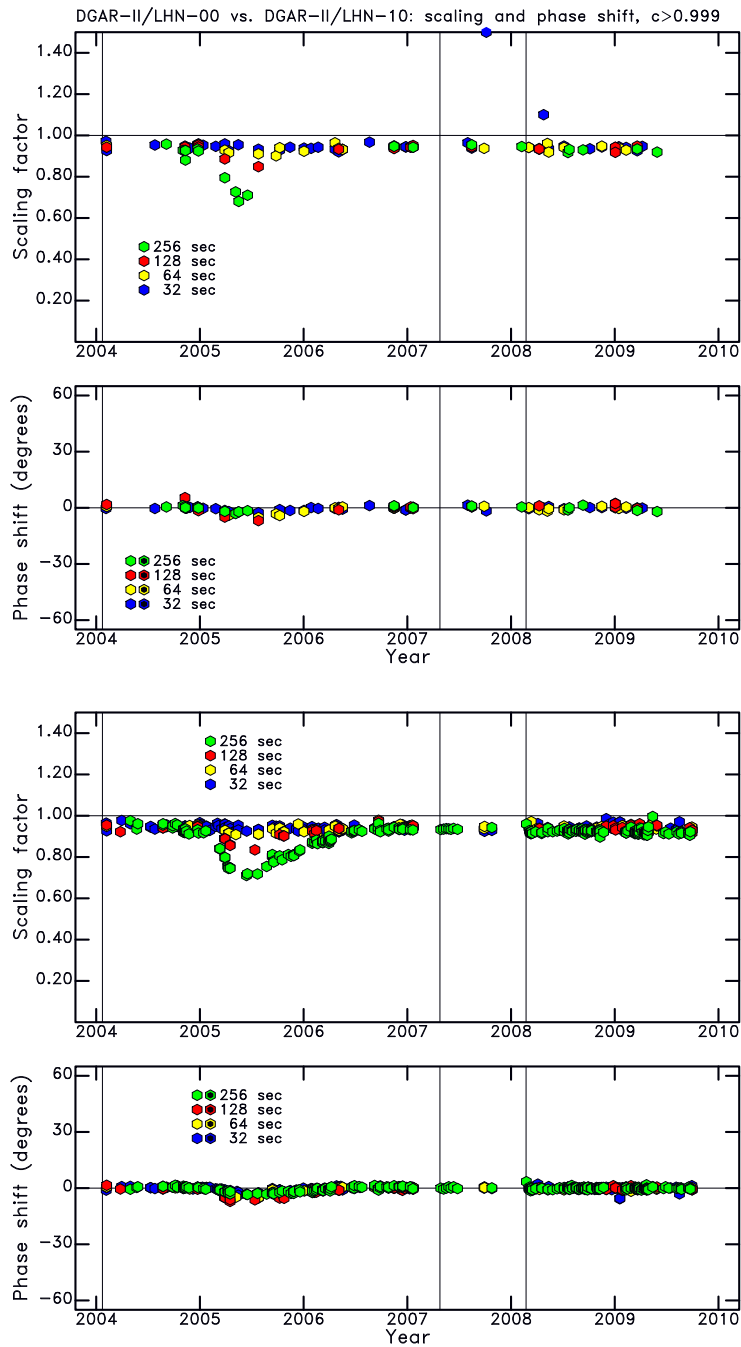 DGAR-II/LHN-00 vs. DGAR-II/LHN-10: scaling and phase shift, c>0.999
1.40
1.20
1.00
0.80
0.60
0.40
0.20
Scaling factor
256 sec
128 sec
64 sec
32 sec
2004 2005 2006 2007 2008 2009 2010
60
30
0
-30
-60
Phase shift (degrees)
256 sec
128 sec
64 sec
32 sec
2004 2005 2006 2007 2008 2009 2010
Year
1.40
1.20
1.00
0.80
0.60
0.40
0.20
Scaling factor
256 sec
128 sec
64 sec
32 sec
2004 2005 2006 2007 2008 2009 2010
60
30
0
-30
-60
Phase shift (degrees)
256 sec
128 sec
64 sec
32 sec
2004 2005 2006 2007 2008 2009 2010
Year